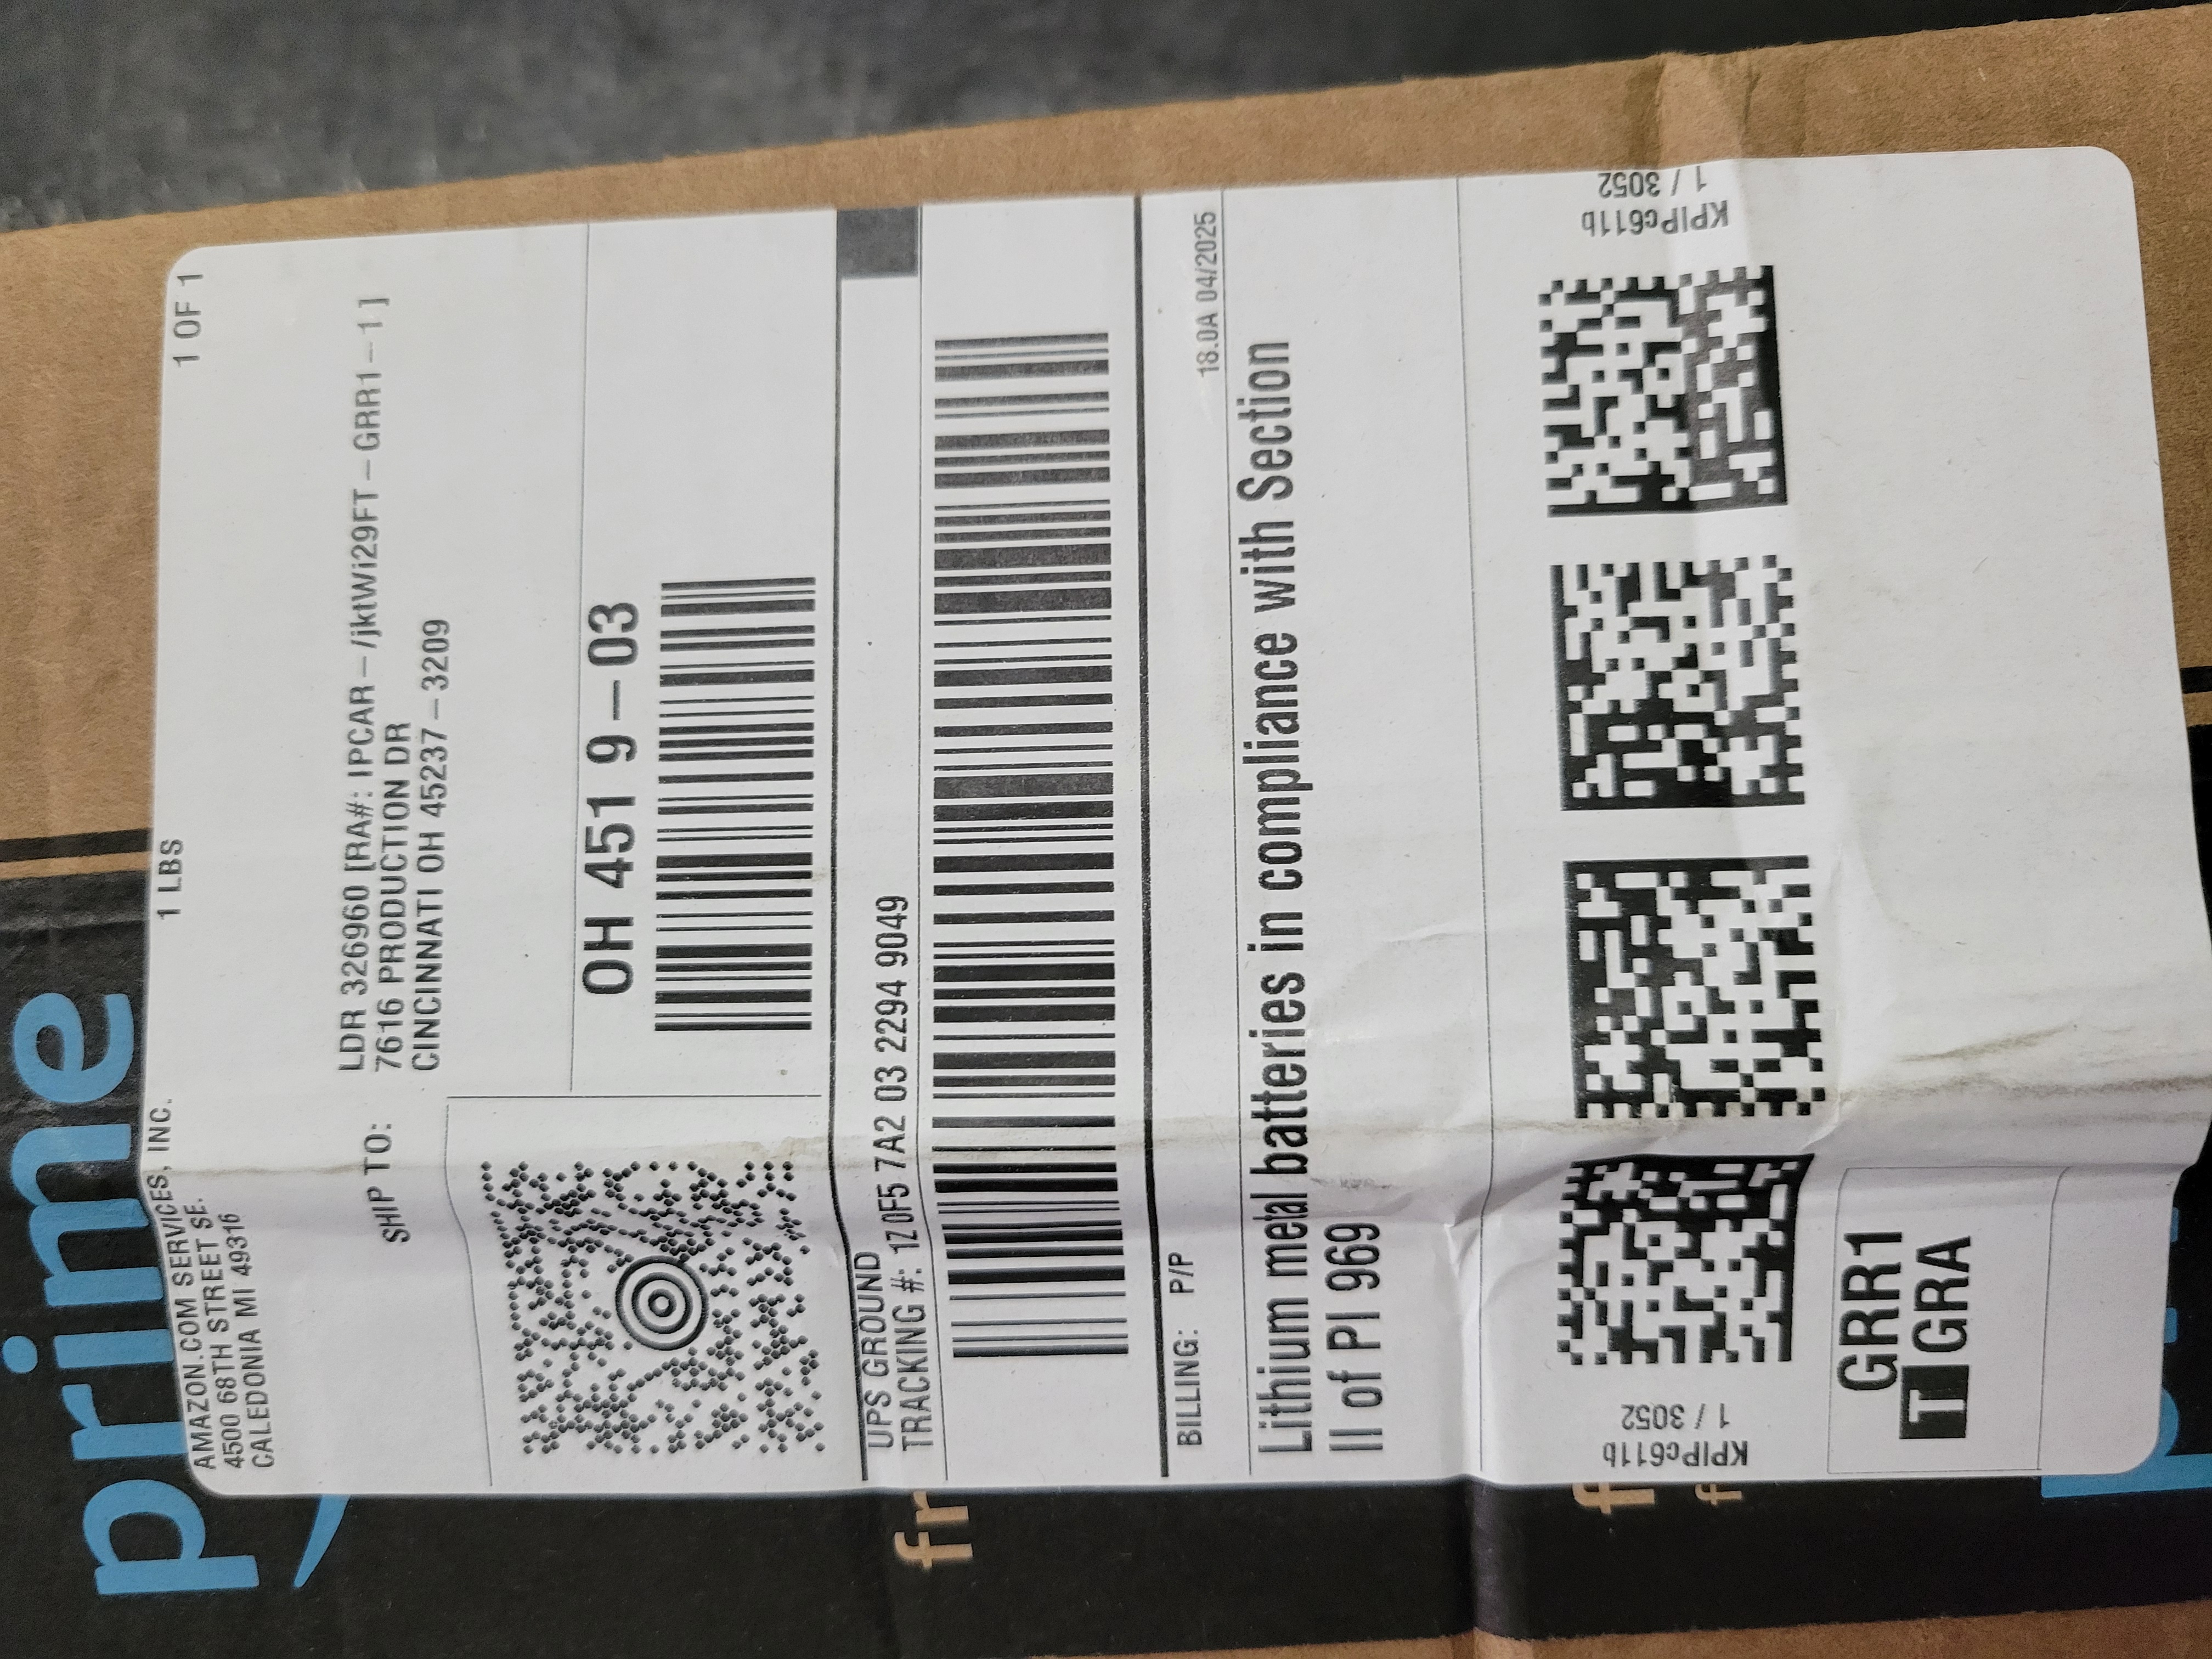 AMAZON.COM SERVICES, INC.
4500 68TH STREET SE.
CALEDONIA MI 49316
1 LBS
1 OF 1
SHIP TO:
LDR 326960 [RA#: IPCAR-/jktWi29FT-GRR1-1]
7616 PRODUCTION DR
CINCINNATI OH 45237-3209
OH 451 9-03
UPS GROUND
TRACKING #: 1Z 0F5 7A2 03 2294 9049
BILLING: P/P
18.0A 04/2025
Lithium metal batteries in compliance with Section
II of PI 969
KPIPc611b
1 / 3052
KPIPc611b
1 / 3052
GRR1
T GRA
prime
fr